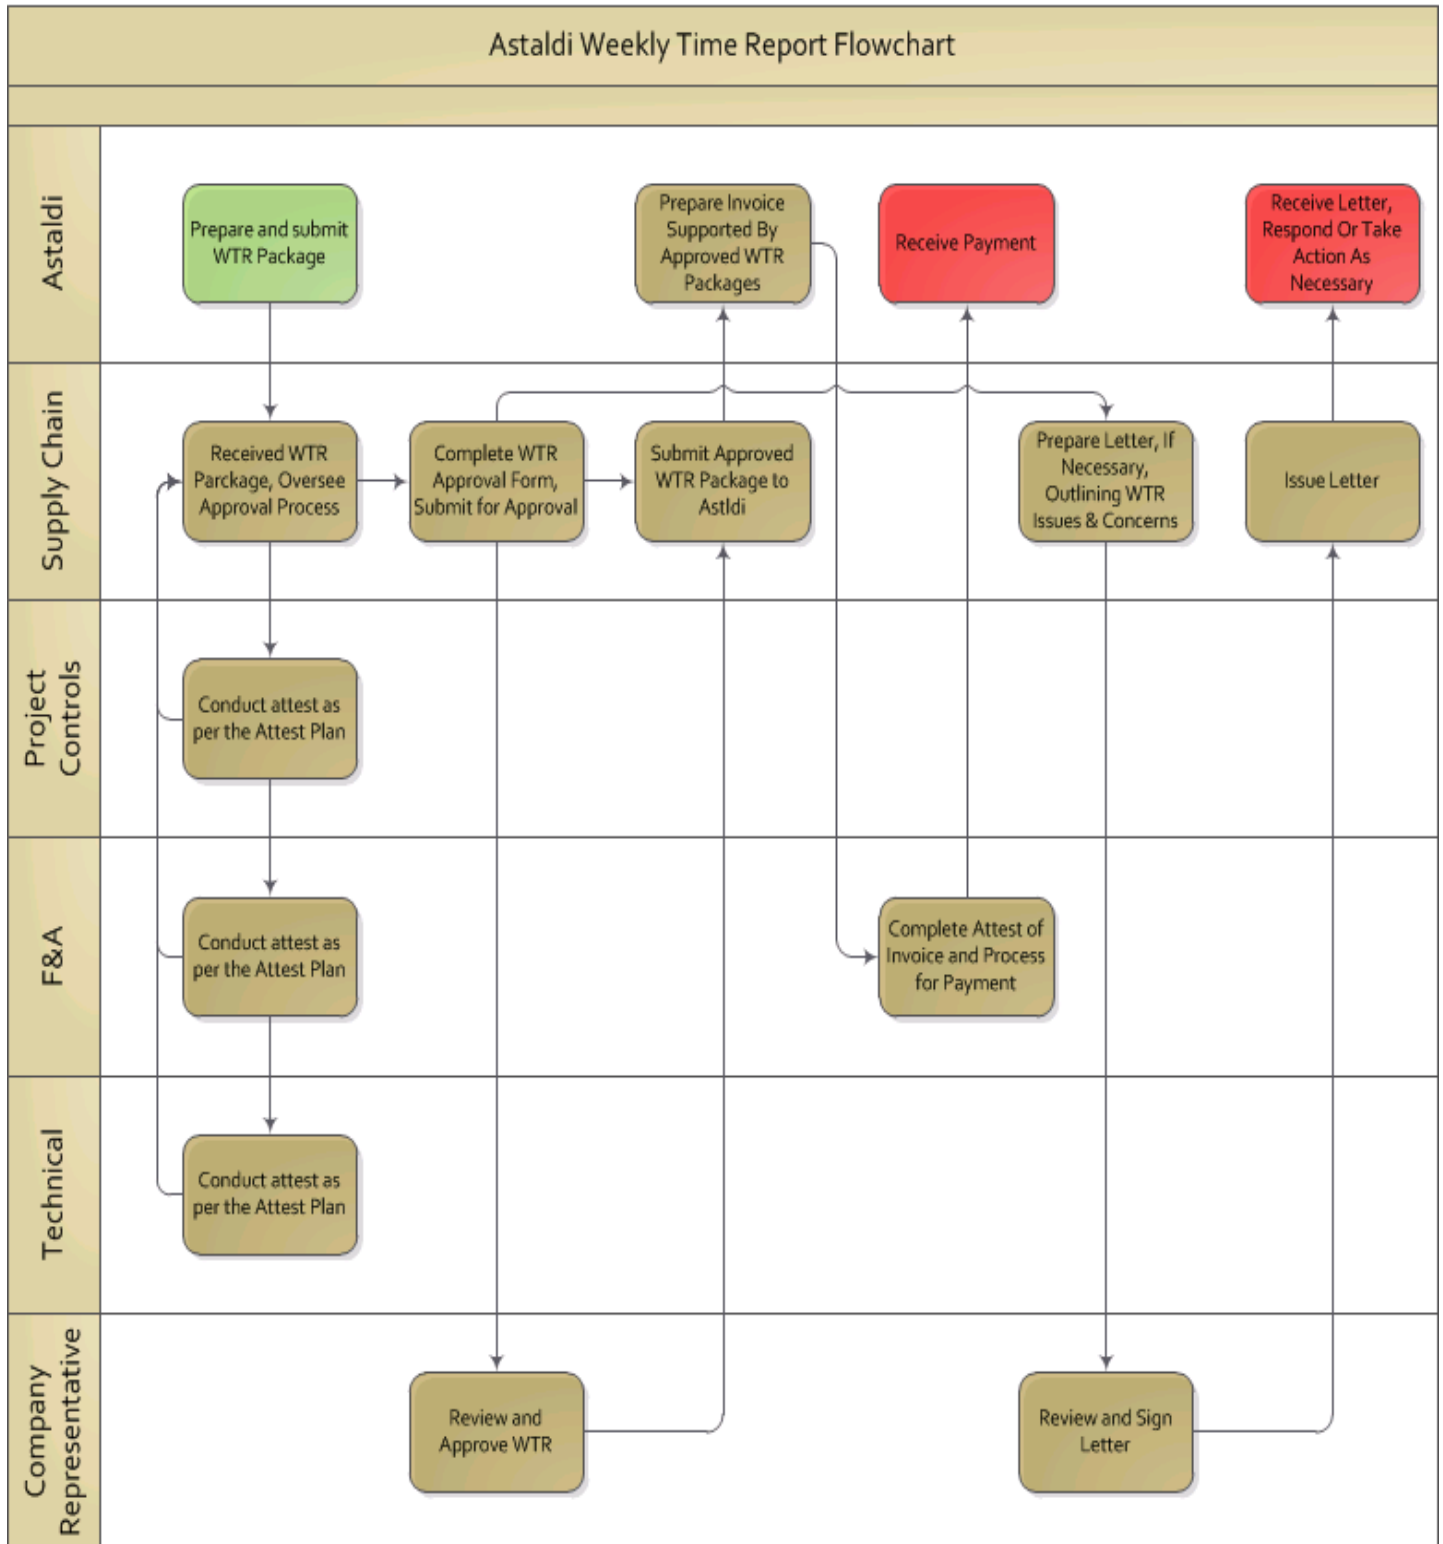 Astaldi Weekly Time Report Flowchart
Astaldi
Prepare and submit
WTR Package
Prepare Invoice
Supported By
Approved WTR
Packages
Receive Payment
Receive Letter,
Respond Or Take
Action As
Necessary
Supply Chain
Received WTR
Parckage, Oversee
Approval Process
Complete WTR
Approval Form,
Submit for Approval
Submit Approved
WTR Package to
Astldi
Prepare Letter, If
Necessary,
Outlining WTR
Issues & Concerns
Issue Letter
Project
Controls
Conduct attest as
per the Attest Plan
F&A
Conduct attest as
per the Attest Plan
Complete Attest of
Invoice and Process
for Payment
Technical
Conduct attest as
per the Attest Plan
Company
Representative
Review and
Approve WTR
Review and Sign
Letter